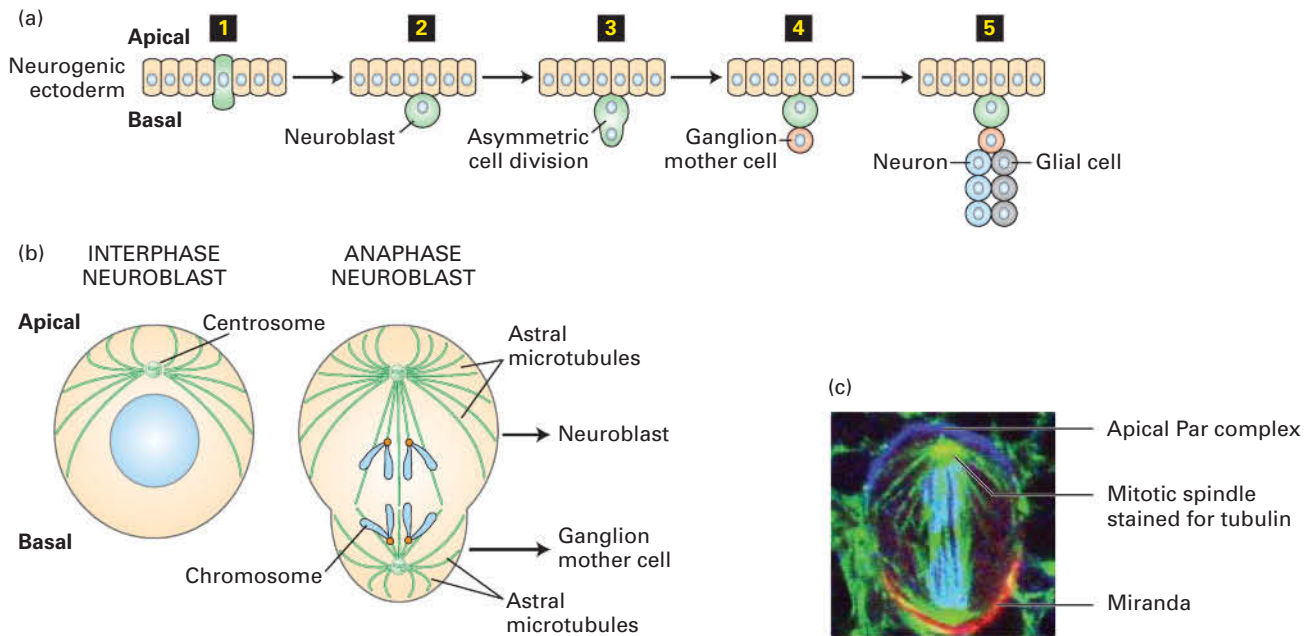 (a)
1
2
3
4
5
Apical
Neurogenic
ectoderm
Basal
Neuroblast
Asymmetric
cell division
Ganglion
mother cell
Neuron
Glial cell
(b)
INTERPHASE
NEUROBLAST
ANAPHASE
NEUROBLAST
Apical
Centrosome
Astral
microtubules
Neuroblast
Basal
Chromosome
Ganglion
mother cell
Astral
microtubules
(c)
Apical Par complex
Mitotic spindle
stained for tubulin
Miranda